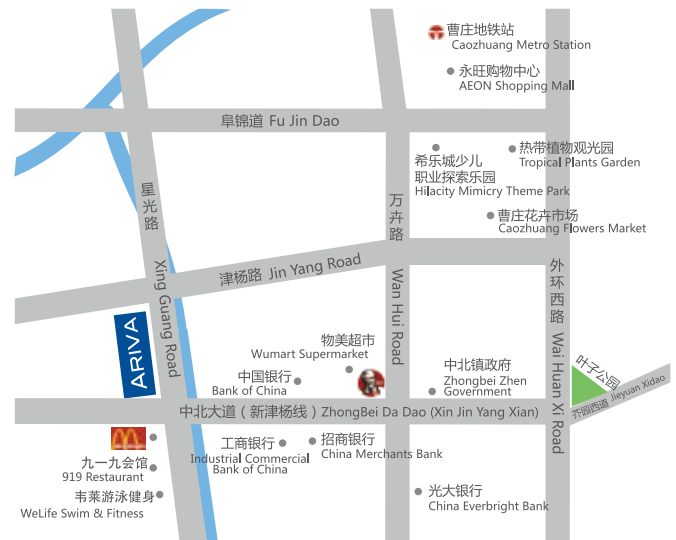 曹庄地铁站
Caozhuang Metro Station
永旺购物中心
AEON Shopping Mall
阜锦道 Fu Jin Dao
希乐城少儿
职业探索乐园
Hilacity Mimicry Theme Park
热带植物观光园
Tropical Plants Garden
星光路
万卉路
曹庄花卉市场
Caozhuang Flowers Market
津杨路 Jin Yang Road
外环西路
Xing Guang Road
Wan Hui Road
Wai Huan Xi Road
ARIVA
物美超市
Wumart Supermarket
中国银行
Bank of China
中北镇政府
Zhongbei Zhen
Government
叶子公园
芥园西道 Jieyuan Xidao
中北大道（新津杨线）ZhongBei Da Dao (Xin Jin Yang Xian)
九一九会馆
919 Restaurant
韦莱游泳健身
WeLife Swim & Fitness
工商银行
Industrial Commercial
Bank of China
招商银行
China Merchants Bank
光大银行
China Everbright Bank